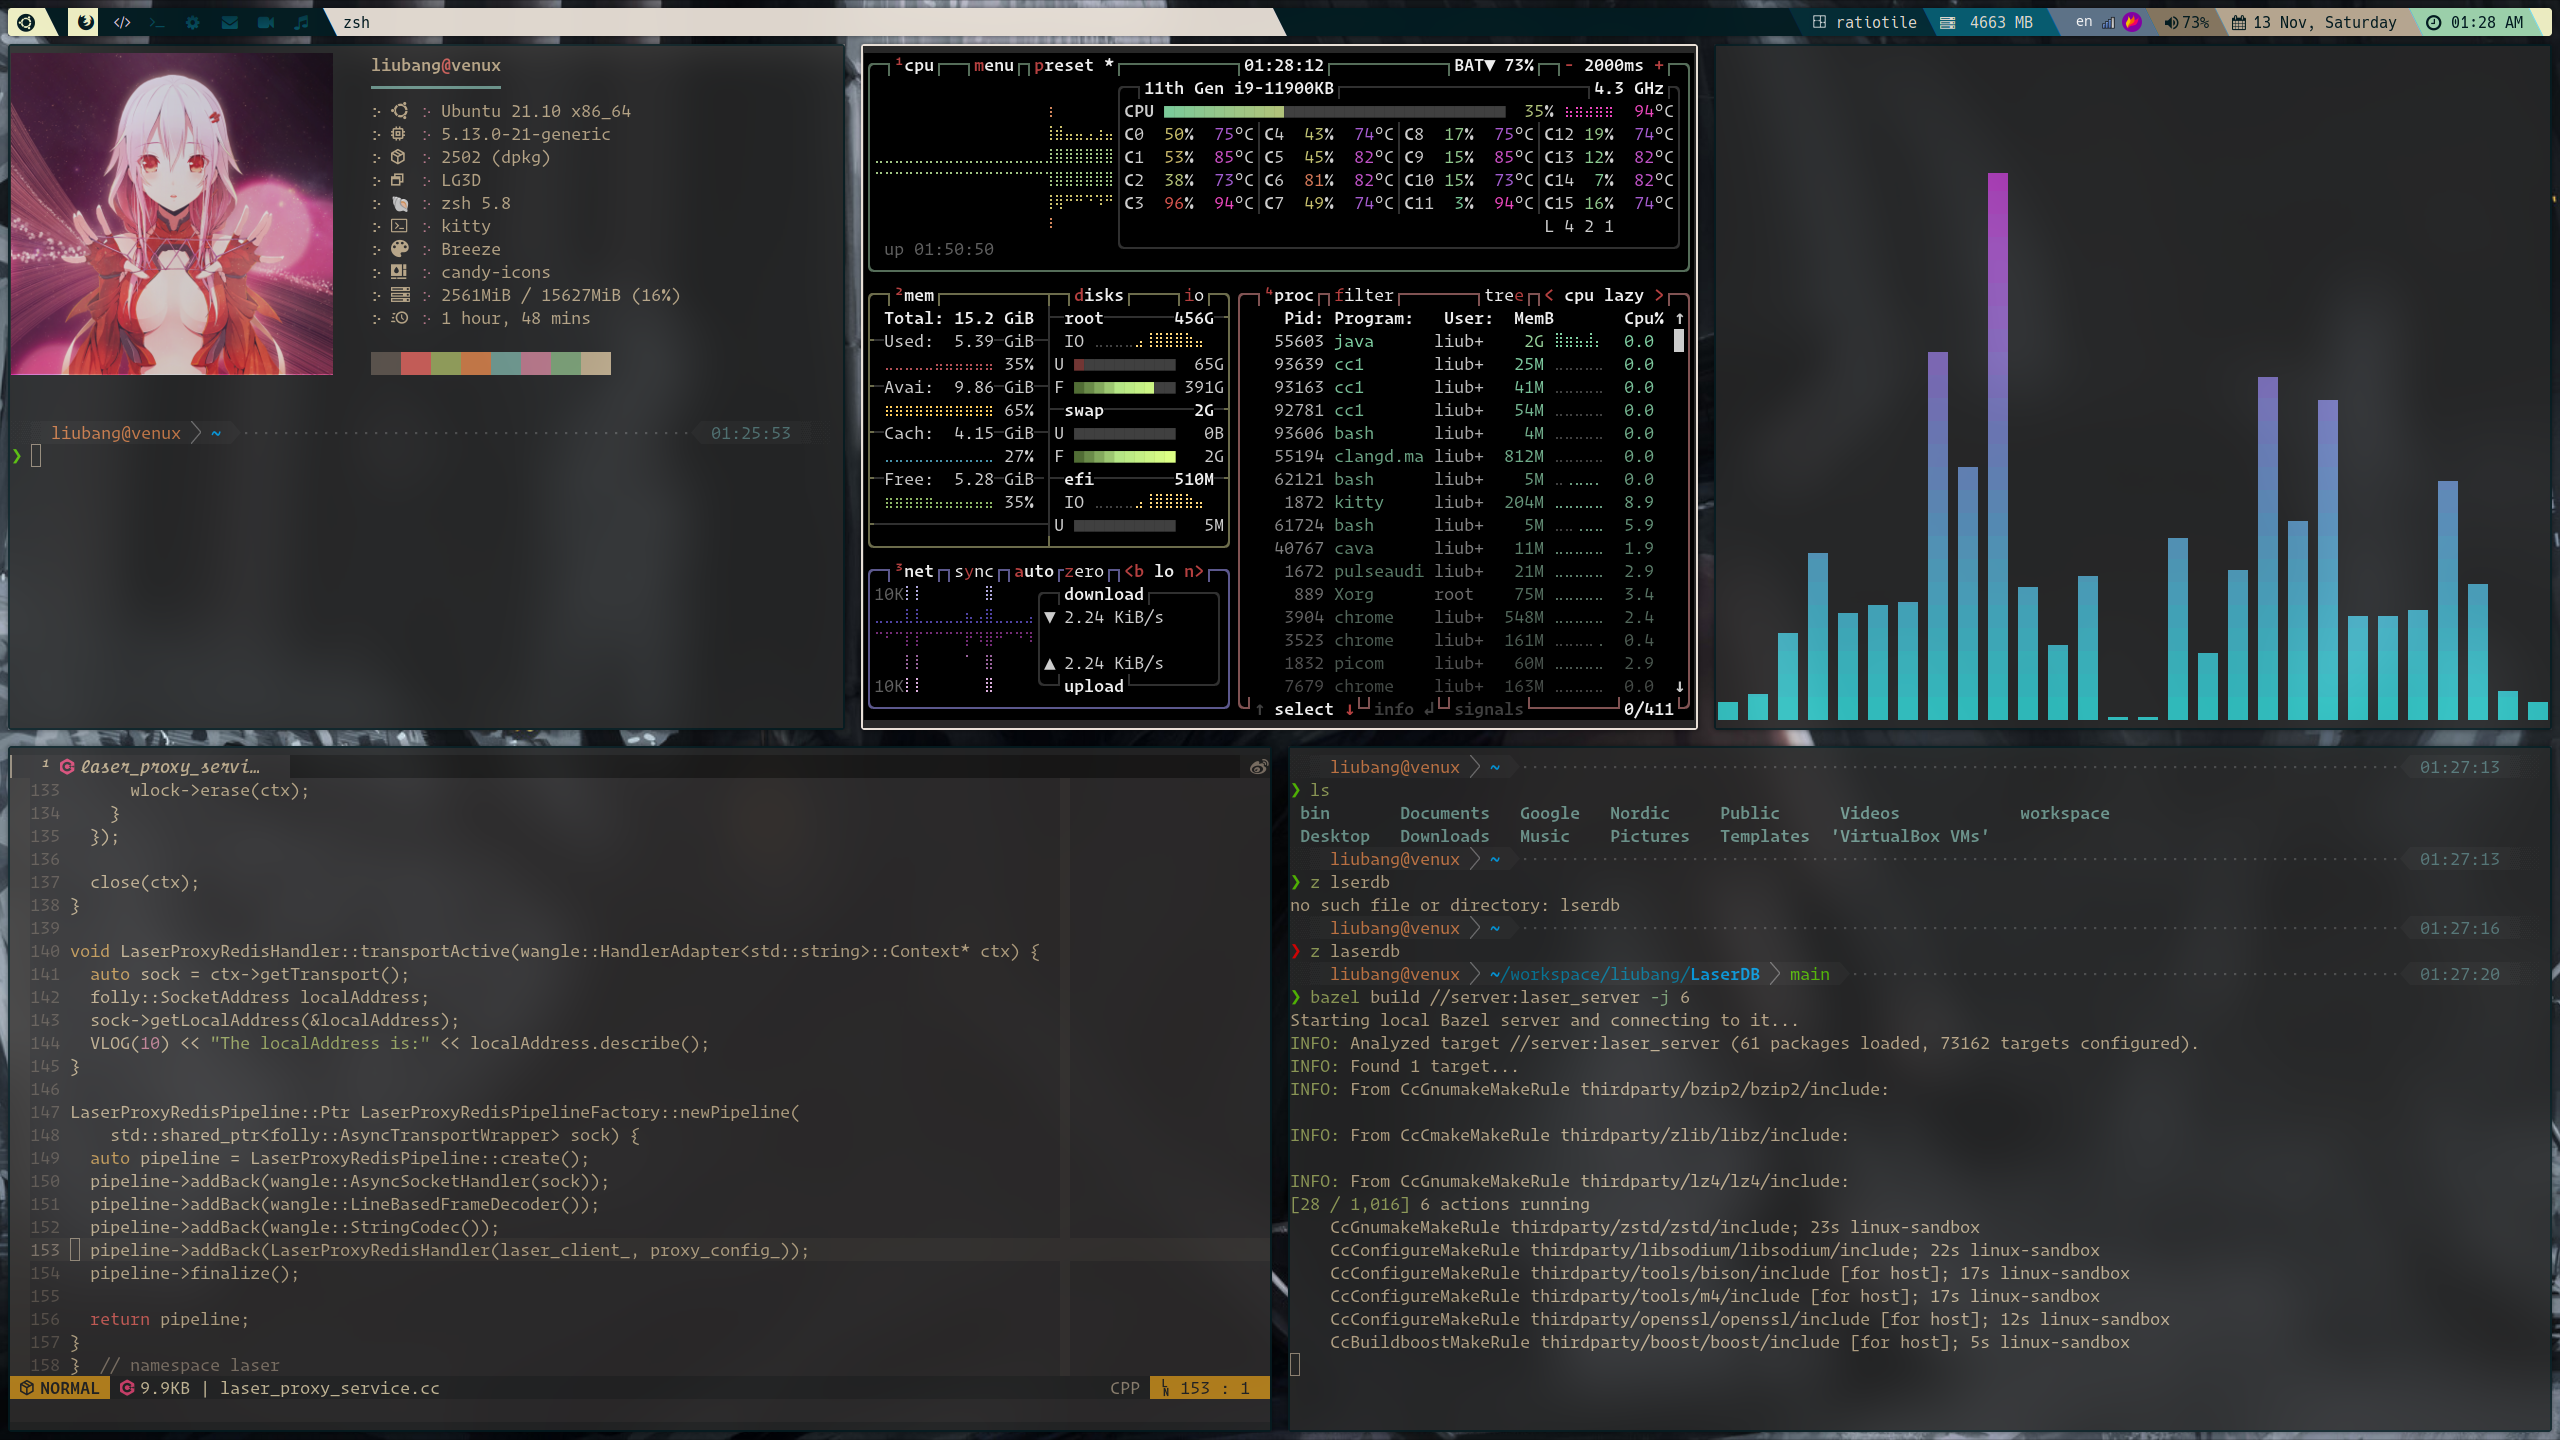 zsh
ratiotile
4663 MB
en
73%
13 Nov, Saturday
01:28 AM
liubang@venux
Ubuntu 21.10 x86_64
5.13.0-21-generic
2502 (dpkg)
LG3D
zsh 5.8
kitty
Breeze
candy-icons
2561MiB / 15627MiB (16%)
1 hour, 48 mins
liubang@venux ~ 01:25:53
❯
¹cpu menu preset * 01:28:12 BAT▼ 73% - 2000ms +
11th Gen i9-11900KB 4.3 GHz
CPU 35% 94°C
C0 50% 75°C C4 43% 74°C C8 17% 75°C C12 19% 74°C
C1 53% 85°C C5 45% 82°C C9 15% 85°C C13 12% 82°C
C2 38% 73°C C6 81% 82°C C10 15% 73°C C14 7% 82°C
C3 96% 94°C C7 49% 74°C C11 3% 94°C C15 16% 74°C
L 4 2 1
up 01:50:50
²mem disks io
Total: 15.2 GiB
Used: 5.39 GiB
35%
Avai: 9.86 GiB
65%
Cach: 4.15 GiB
27%
Free: 5.28 GiB
35%
root 456G
IO
U 65G
F 391G
swap 2G
U 0B
F 2G
efi 510M
IO
U 5M
³net sync auto zero <b lo n>
10K
download
▼ 2.24 KiB/s
▲ 2.24 KiB/s
10K
upload
⁴proc filter tree < cpu lazy >
Pid: Program: User: MemB Cpu% ↑
55603 java liub+ 2G 0.0
93639 cc1 liub+ 25M 0.0
93163 cc1 liub+ 41M 0.0
92781 cc1 liub+ 54M 0.0
93606 bash liub+ 4M 0.0
55194 clangd.ma liub+ 812M 0.0
62121 bash liub+ 5M 0.0
1872 kitty liub+ 204M 8.9
61724 bash liub+ 5M 5.9
40767 cava liub+ 11M 1.9
1672 pulseaudi liub+ 21M 2.9
889 Xorg root 75M 3.4
3904 chrome liub+ 548M 2.4
3523 chrome liub+ 161M 0.4
1832 picom liub+ 60M 2.9
7679 chrome liub+ 163M 0.0 ↓
↑ select ↓ info ↲ signals 0/411
¹ laser_proxy_servi…
133       wlock->erase(ctx);
134     }
135   });
136
137   close(ctx);
138 }
139
140 void LaserProxyRedisHandler::transportActive(wangle::HandlerAdapter<std::string>::Context* ctx) {
141   auto sock = ctx->getTransport();
142   folly::SocketAddress localAddress;
143   sock->getLocalAddress(&localAddress);
144   VLOG(10) << "The localAddress is:" << localAddress.describe();
145 }
146
147 LaserProxyRedisPipeline::Ptr LaserProxyRedisPipelineFactory::newPipeline(
148     std::shared_ptr<folly::AsyncTransportWrapper> sock) {
149   auto pipeline = LaserProxyRedisPipeline::create();
150   pipeline->addBack(wangle::AsyncSocketHandler(sock));
151   pipeline->addBack(wangle::LineBasedFrameDecoder());
152   pipeline->addBack(wangle::StringCodec());
153   pipeline->addBack(LaserProxyRedisHandler(laser_client_, proxy_config_));
154   pipeline->finalize();
155
156   return pipeline;
157 }
158 }  // namespace laser
NORMAL 9.9KB | laser_proxy_service.cc CPP LN 153 : 1
liubang@venux ~ 01:27:13
❯ ls
bin Documents Google Nordic Public Videos workspace
Desktop Downloads Music Pictures Templates 'VirtualBox VMs'
liubang@venux ~ 01:27:13
❯ z lserdb
no such file or directory: lserdb
liubang@venux ~ 01:27:16
❯ z laserdb
liubang@venux ~/workspace/liubang/LaserDB main 01:27:20
❯ bazel build //server:laser_server -j 6
Starting local Bazel server and connecting to it...
INFO: Analyzed target //server:laser_server (61 packages loaded, 73162 targets configured).
INFO: Found 1 target...
INFO: From CcGnumakeMakeRule thirdparty/bzip2/bzip2/include:
INFO: From CcCmakeMakeRule thirdparty/zlib/libz/include:
INFO: From CcGnumakeMakeRule thirdparty/lz4/lz4/include:
[28 / 1,016] 6 actions running
CcGnumakeMakeRule thirdparty/zstd/zstd/include; 23s linux-sandbox
CcConfigureMakeRule thirdparty/libsodium/libsodium/include; 22s linux-sandbox
CcConfigureMakeRule thirdparty/tools/bison/include [for host]; 17s linux-sandbox
CcConfigureMakeRule thirdparty/tools/m4/include [for host]; 17s linux-sandbox
CcConfigureMakeRule thirdparty/openssl/openssl/include [for host]; 12s linux-sandbox
CcBuildboostMakeRule thirdparty/boost/boost/include [for host]; 5s linux-sandbox